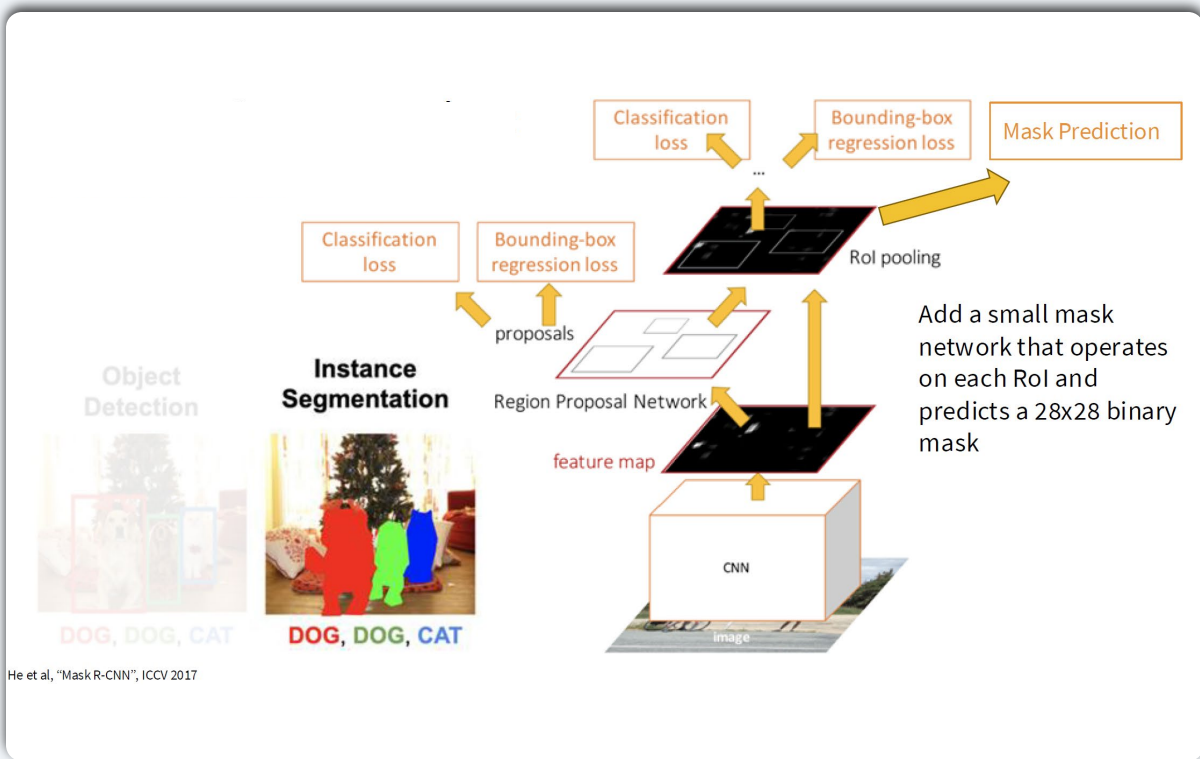 Classification
loss
Bounding-box
regression loss
Mask Prediction
...
Classification
loss
Bounding-box
regression loss
RoI pooling
proposals
Add a small mask
network that operates
on each RoI and
predicts a 28x28 binary
mask
Object
Detection
Instance
Segmentation
Region Proposal Network
feature map
CNN
image
DOG, DOG, CAT
DOG, DOG, CAT
He et al, “Mask R-CNN”, ICCV 2017